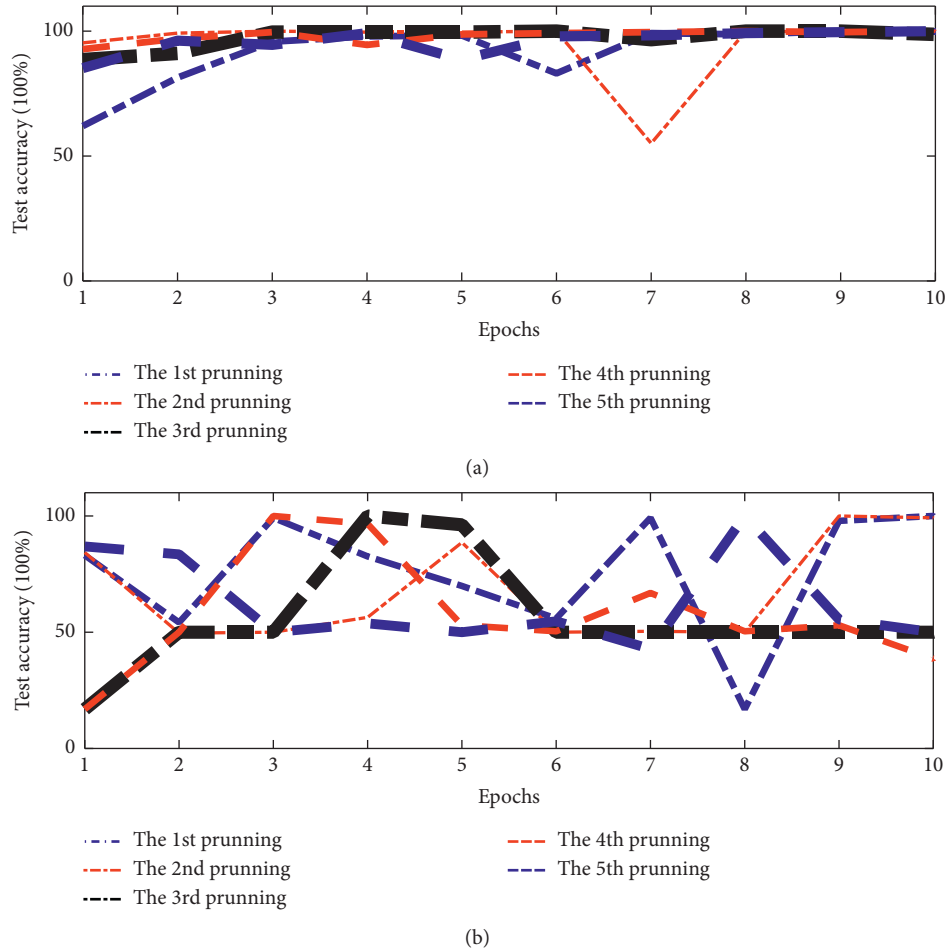 100
50
0
Test accuracy (100%)
1 2 3 4 5 6 7 8 9 10
Epochs
The 1st prunning
The 2nd prunning
The 3rd prunning
The 4th prunning
The 5th prunning
(a)
100
50
0
Test accuracy (100%)
1 2 3 4 5 6 7 8 9 10
Epochs
The 1st prunning
The 2nd prunning
The 3rd prunning
The 4th prunning
The 5th prunning
(b)